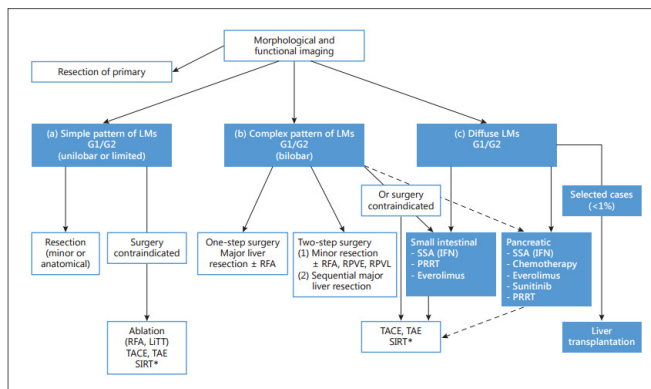 Morphological and
functional imaging
Resection of primary
(a) Simple pattern of LMs
G1/G2
(unilobar or limited)
(b) Complex pattern of LMs
G1/G2
(bilobar)
(c) Diffuse LMs
G1/G2
Or surgery
contraindicated
Selected cases
(<1%)
Resection
(minor or
anatomical)
Surgery
contraindicated
One-step surgery
Major liver
resection ± RFA
Two-step surgery
(1) Minor resection
± RFA, RPVE, RPVL
(2) Sequential major
liver resection
Small intestinal
- SSA (IFN)
- PRRT
- Everolimus
Pancreatic
- SSA (IFN)
- Chemotherapy
- Everolimus
- Sunitinib
- PRRT
Ablation
(RFA, LiTT)
TACE, TAE
SIRT*
TACE, TAE
SIRT*
Liver
transplantation